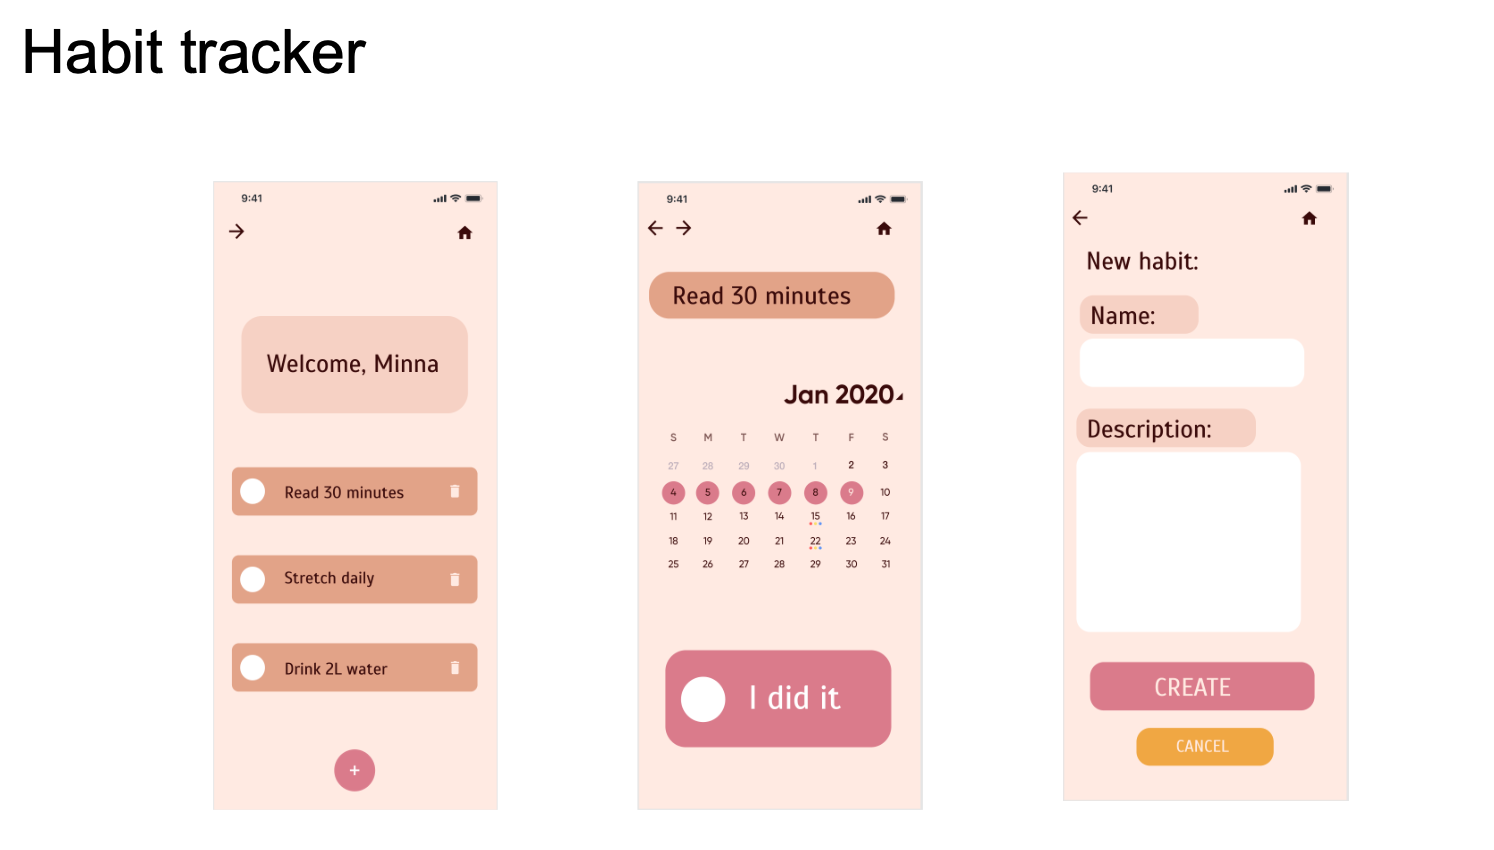 Habit tracker
9:41
Welcome, Minna
Read 30 minutes
Stretch daily
Drink 2L water
+
9:41
Read 30 minutes
Jan 2020
S M T W T F S
27 28 29 30 1 2 3
4 5 6 7 8 9 10
11 12 13 14 15 16 17
18 19 20 21 22 23 24
25 26 27 28 29 30 31
I did it
9:41
New habit:
Name:
Description:
CREATE
CANCEL